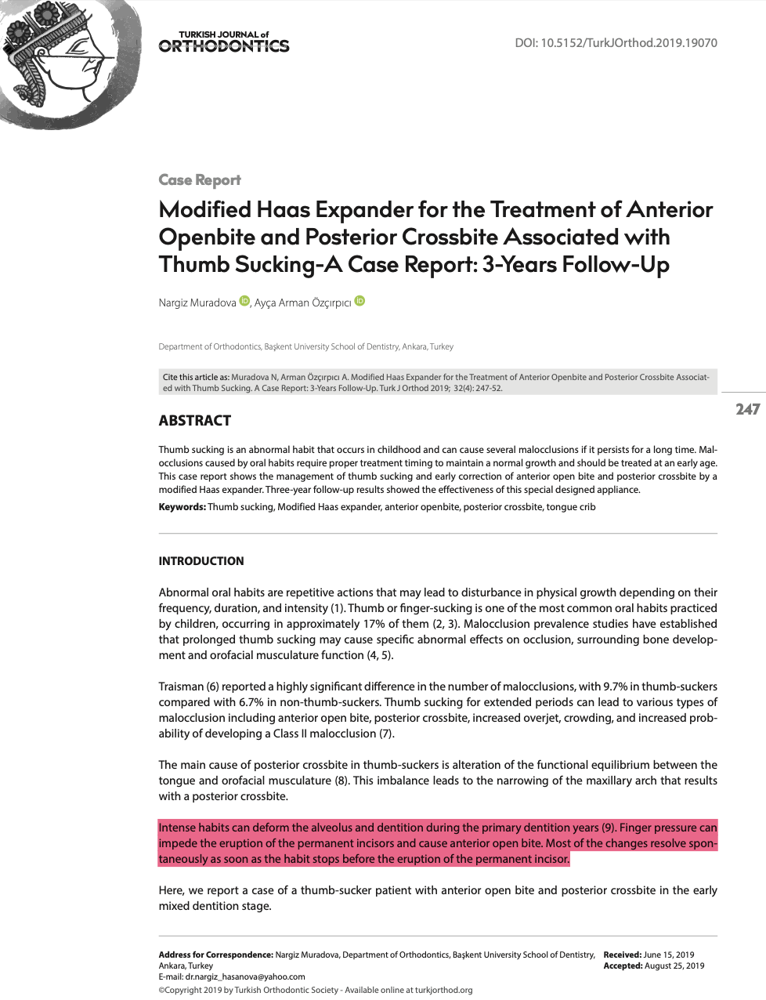 TURKISH JOURNAL of
ORTHODONTICS
DOI: 10.5152/TurkJOrthod.2019.19070
Case Report
Modified Haas Expander for the Treatment of Anterior
Openbite and Posterior Crossbite Associated with
Thumb Sucking-A Case Report: 3-Years Follow-Up
Nargiz Muradova iD, Ayça Arman Özçırpıcı iD
Department of Orthodontics, Başkent University School of Dentistry, Ankara, Turkey
Cite this article as: Muradova N, Arman Özçırpıcı A. Modified Haas Expander for the Treatment of Anterior Openbite and Posterior Crossbite Associat-
ed with Thumb Sucking. A Case Report: 3-Years Follow-Up. Turk J Orthod 2019; 32(4): 247-52.
247
ABSTRACT
Thumb sucking is an abnormal habit that occurs in childhood and can cause several malocclusions if it persists for a long time. Mal-
occlusions caused by oral habits require proper treatment timing to maintain a normal growth and should be treated at an early age.
This case report shows the management of thumb sucking and early correction of anterior open bite and posterior crossbite by a
modified Haas expander. Three-year follow-up results showed the effectiveness of this special designed appliance.
Keywords: Thumb sucking, Modified Haas expander, anterior openbite, posterior crossbite, tongue crib
INTRODUCTION
Abnormal oral habits are repetitive actions that may lead to disturbance in physical growth depending on their
frequency, duration, and intensity (1). Thumb or finger-sucking is one of the most common oral habits practiced
by children, occurring in approximately 17% of them (2, 3). Malocclusion prevalence studies have established
that prolonged thumb sucking may cause specific abnormal effects on occlusion, surrounding bone develop-
ment and orofacial musculature function (4, 5).
Traisman (6) reported a highly significant difference in the number of malocclusions, with 9.7% in thumb-suckers
compared with 6.7% in non-thumb-suckers. Thumb sucking for extended periods can lead to various types of
malocclusion including anterior open bite, posterior crossbite, increased overjet, crowding, and increased prob-
ability of developing a Class II malocclusion (7).
The main cause of posterior crossbite in thumb-suckers is alteration of the functional equilibrium between the
tongue and orofacial musculature (8). This imbalance leads to the narrowing of the maxillary arch that results
with a posterior crossbite.
Intense habits can deform the alveolus and dentition during the primary dentition years (9). Finger pressure can
impede the eruption of the permanent incisors and cause anterior open bite. Most of the changes resolve spon-
taneously as soon as the habit stops before the eruption of the permanent incisor.
Here, we report a case of a thumb-sucker patient with anterior open bite and posterior crossbite in the early
mixed dentition stage.
Address for Correspondence: Nargiz Muradova, Department of Orthodontics, Başkent University School of Dentistry,
Ankara, Turkey
E-mail: dr.nargiz_hasanova@yahoo.com
Received: June 15, 2019
Accepted: August 25, 2019
©Copyright 2019 by Turkish Orthodontic Society - Available online at turkjorthod.org